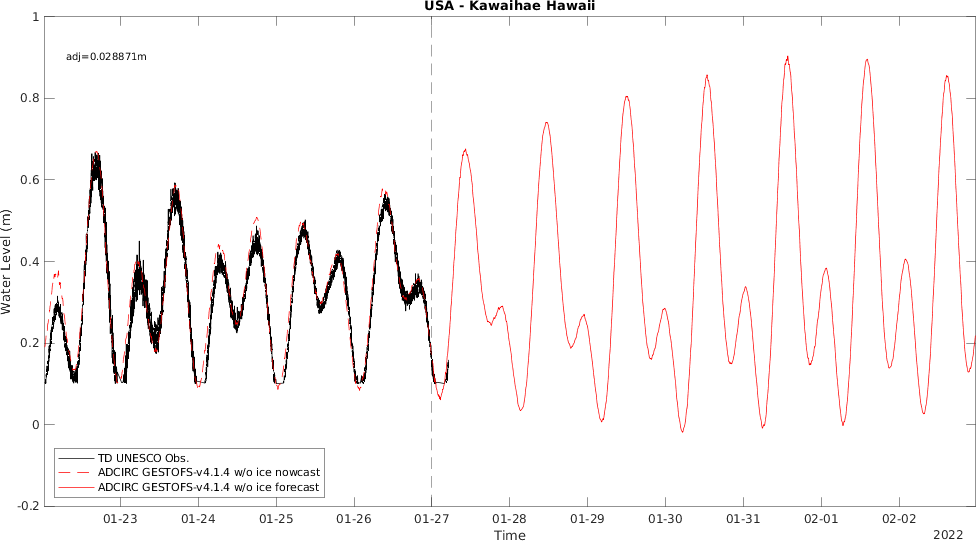 USA - Kawaihae Hawaii
adj=0.028871m
Water Level (m)
1
0.8
0.6
0.4
0.2
0
-0.2
TD UNESCO Obs.
ADCIRC GESTOFS-v4.1.4 w/o ice nowcast
ADCIRC GESTOFS-v4.1.4 w/o ice forecast
01-23 01-24 01-25 01-26 01-27 01-28 01-29 01-30 01-31 02-01 02-02
Time
2022